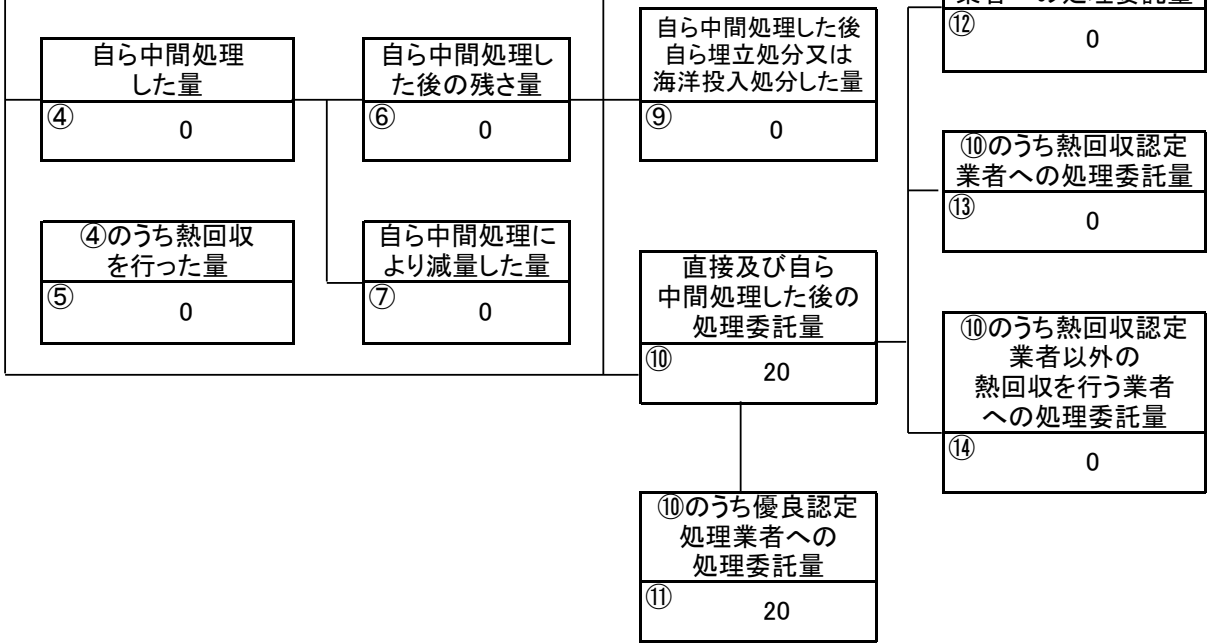 ⑫
0
自ら中間処理
した量
④
0
自ら中間処理し
た後の残さ量
⑥
0
自ら中間処理した後
自ら埋立処分又は
海洋投入処分した量
⑨
0
⑩のうち熱回収認定
業者への処理委託量
⑬
0
④のうち熱回収
を行った量
⑤
0
自ら中間処理に
より減量した量
⑦
0
直接及び自ら
中間処理した後の
処理委託量
⑩
20
⑩のうち熱回収認定
業者以外の
熱回収を行う業者
への処理委託量
⑭
0
⑩のうち優良認定
処理業者への
処理委託量
⑪
20